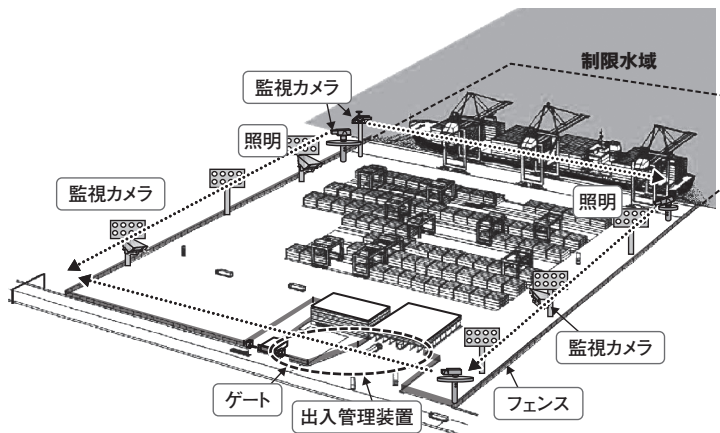 制限水域
監視カメラ
照明
監視カメラ
照明
監視カメラ
ゲート
出入管理装置
フェンス